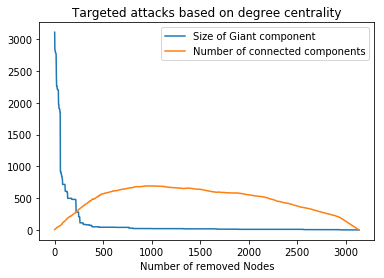 Targeted attacks based on degree centrality
Size of Giant component
Number of connected components
3000
2500
2000
1500
1000
500
0
0 500 1000 1500 2000 2500 3000
Number of removed Nodes